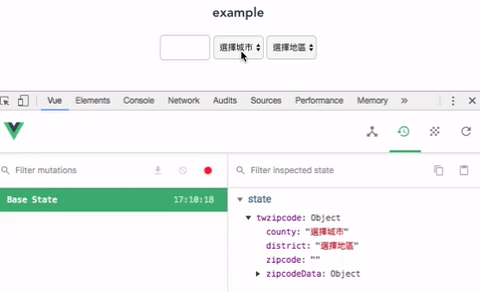 example
選擇城市 選擇地區
Vue Elements Console Network Audits Sources Performance Memory »
Filter mutations
Filter inspected state
Base State 17:10:18
state
twzipcode: Object
county: "選擇城市"
district: "選擇地區"
zipcode: ""
zipcodeData: Object